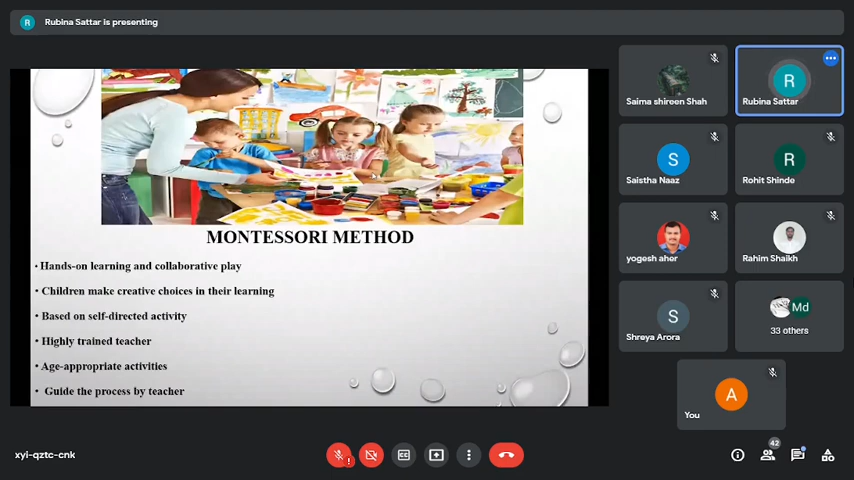 R Rubina Sattar is presenting
MONTESSORI METHOD
• Hands-on learning and collaborative play
• Children make creative choices in their learning
• Based on self-directed activity
• Highly trained teacher
• Age-appropriate activities
• Guide the process by teacher
Saima shireen Shah
R
Rubina Sattar
S
Saistha Naaz
R
Rohit Shinde
yogesh aher
Rahim Shaikh
S
Shreya Arora
Md
33 others
A
You
xyi-qztc-cnk
42